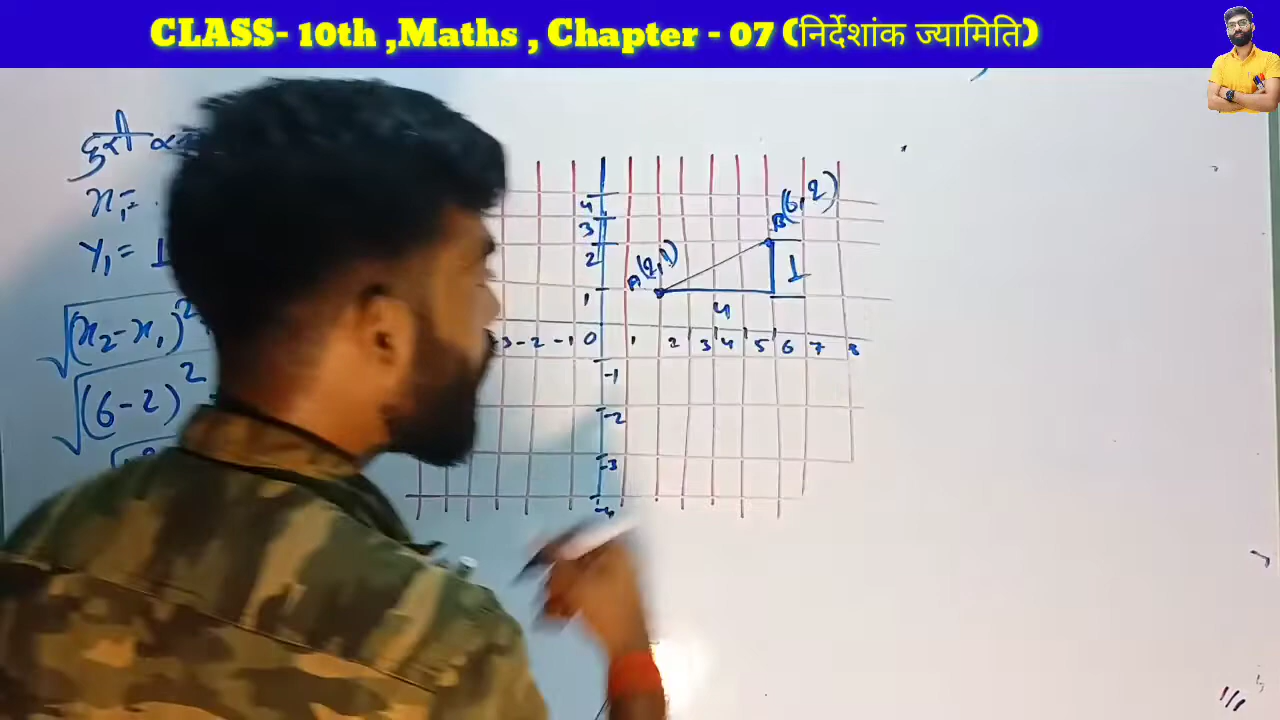 CLASS- 10th ,Maths , Chapter - 07 (निर्देशांक ज्यामिति)
दुरी
x₁=
y₁= 1
√(x₂-x₁)²
√(6-2)²
4
3
2
1
B(6,2)
A(2,1)
1
4
-3 -2 -1 0 1 2 3 4 5 6 7 8
-1
-2
-3
-4